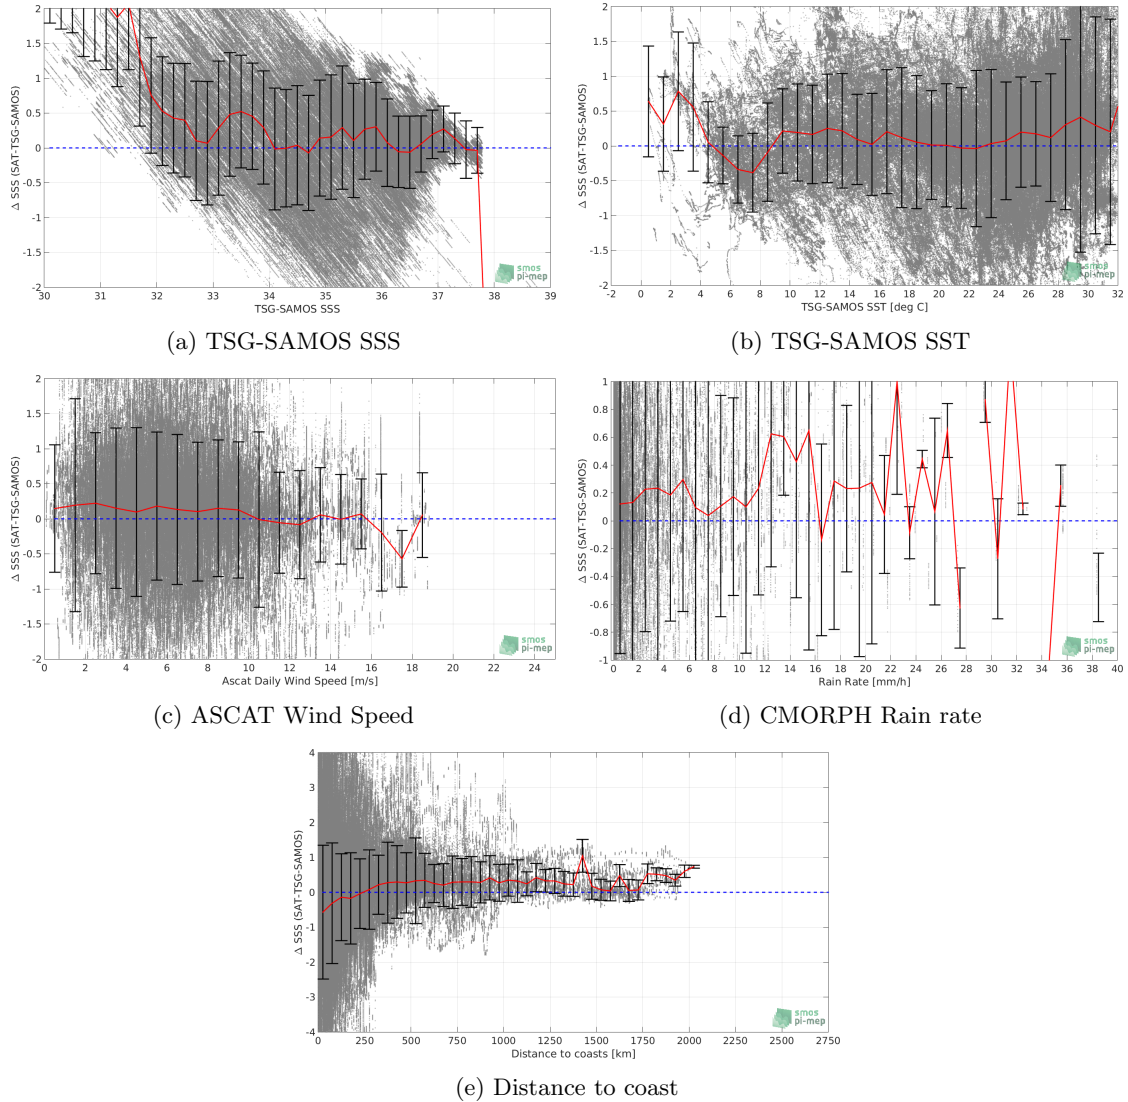 2
1.5
1
0.5
0
-0.5
-1
-1.5
-2
30 31 32 33 34 35 36 37 38 39
Δ SSS (SAT-TSG-SAMOS)
TSG-SAMOS SSS
smos
pi-mep
(a) TSG-SAMOS SSS
2
1.5
1
0.5
0
-0.5
-1
-1.5
-2
-2 0 2 4 6 8 10 12 14 16 18 20 22 24 26 28 30 32
Δ SSS (SAT-TSG-SAMOS)
TSG-SAMOS SST [deg C]
smos
pi-mep
(b) TSG-SAMOS SST
2
1.5
1
0.5
0
-0.5
-1
-1.5
-2
0 2 4 6 8 10 12 14 16 18 20 22 24
Δ SSS (SAT-TSG-SAMOS)
Ascat Daily Wind Speed [m/s]
smos
pi-mep
(c) ASCAT Wind Speed
1
0.8
0.6
0.4
0.2
0
-0.2
-0.4
-0.6
-0.8
-1
0 2 4 6 8 10 12 14 16 18 20 22 24 26 28 30 32 34 36 38 40
Δ SSS (SAT-TSG-SAMOS)
Rain Rate [mm/h]
smos
pi-mep
(d) CMORPH Rain rate
4
3
2
1
0
-1
-2
-3
-4
0 250 500 750 1000 1250 1500 1750 2000 2250 2500 2750
Δ SSS (SAT-TSG-SAMOS)
Distance to coasts [km]
smos
pi-mep
(e) Distance to coast